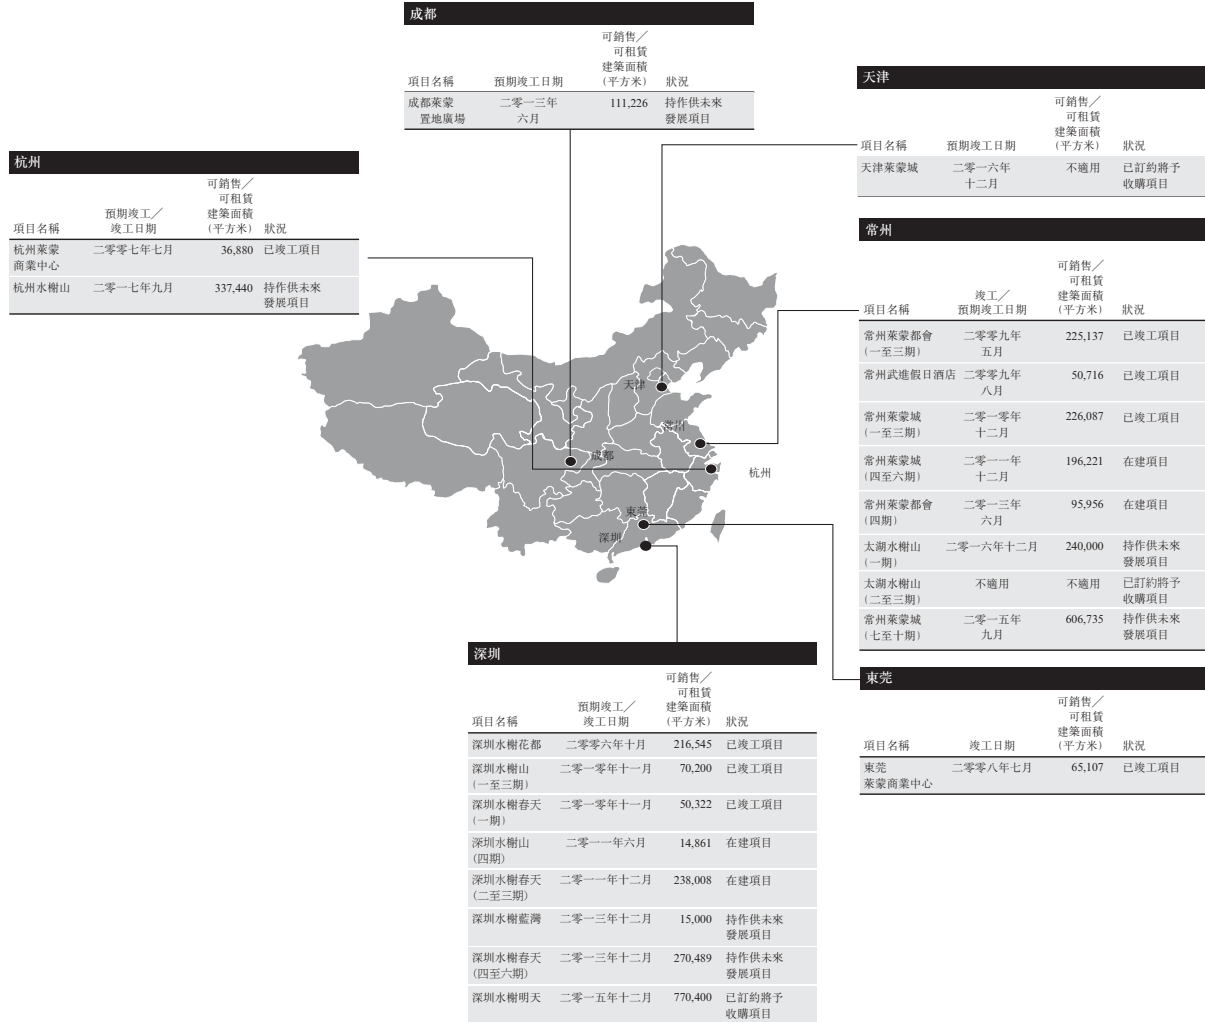 成都
可銷售／
可租賃
建築面積
項目名稱 預期竣工日期 (平方米) 狀況
成都萊蒙 二零一三年 111,226 持作供未來
置地廣場 六月 發展項目
天津
可銷售／
可租賃
建築面積
項目名稱 預期竣工日期 (平方米) 狀況
天津萊蒙城 二零一六年 不適用 已訂約將予
十二月 收購項目
杭州
可銷售／
可租賃
預期竣工／ 建築面積
項目名稱 竣工日期 (平方米) 狀況
杭州萊蒙 二零零七年七月 36,880 已竣工項目
商業中心
杭州水榭山 二零一七年九月 337,440 持作供未來
發展項目
常州
可銷售／
可租賃
竣工／ 建築面積
項目名稱 預期竣工日期 (平方米) 狀況
常州萊蒙都會 二零零九年 225,137 已竣工項目
(一至三期) 五月
常州武進假日酒店 二零零九年 50,716 已竣工項目
八月
常州萊蒙城 二零一零年 226,087 已竣工項目
(一至三期) 十二月
常州萊蒙城 二零一一年 196,221 在建項目
(四至六期) 十二月
常州萊蒙都會 二零一三年 95,956 在建項目
(四期) 六月
太湖水榭山 二零一六年十二月 240,000 持作供未來
(一期) 發展項目
太湖水榭山 不適用 不適用 已訂約將予
(二至三期) 收購項目
常州萊蒙城 二零一五年 606,735 持作供未來
(七至十期) 九月 發展項目
天津
常州
成都
杭州
東莞
深圳
深圳
可銷售／
可租賃
預期竣工／ 建築面積
項目名稱 竣工日期 (平方米) 狀況
深圳水榭花都 二零零六年十月 216,545 已竣工項目
深圳水榭山 二零一零年十一月 70,200 已竣工項目
(一至三期)
深圳水榭春天 二零一零年十一月 50,322 已竣工項目
(一期)
深圳水榭山 二零一一年六月 14,861 在建項目
(四期)
深圳水榭春天 二零一一年十二月 238,008 在建項目
(二至三期)
深圳水榭藍灣 二零一三年十二月 15,000 持作供未來
發展項目
深圳水榭春天 二零一三年十二月 270,489 持作供未來
(四至六期) 發展項目
深圳水榭明天 二零一五年十二月 770,400 已訂約將予
收購項目
東莞
可銷售／
可租賃
建築面積
項目名稱 竣工日期 (平方米) 狀況
東莞 二零零八年七月 65,107 已竣工項目
萊蒙商業中心